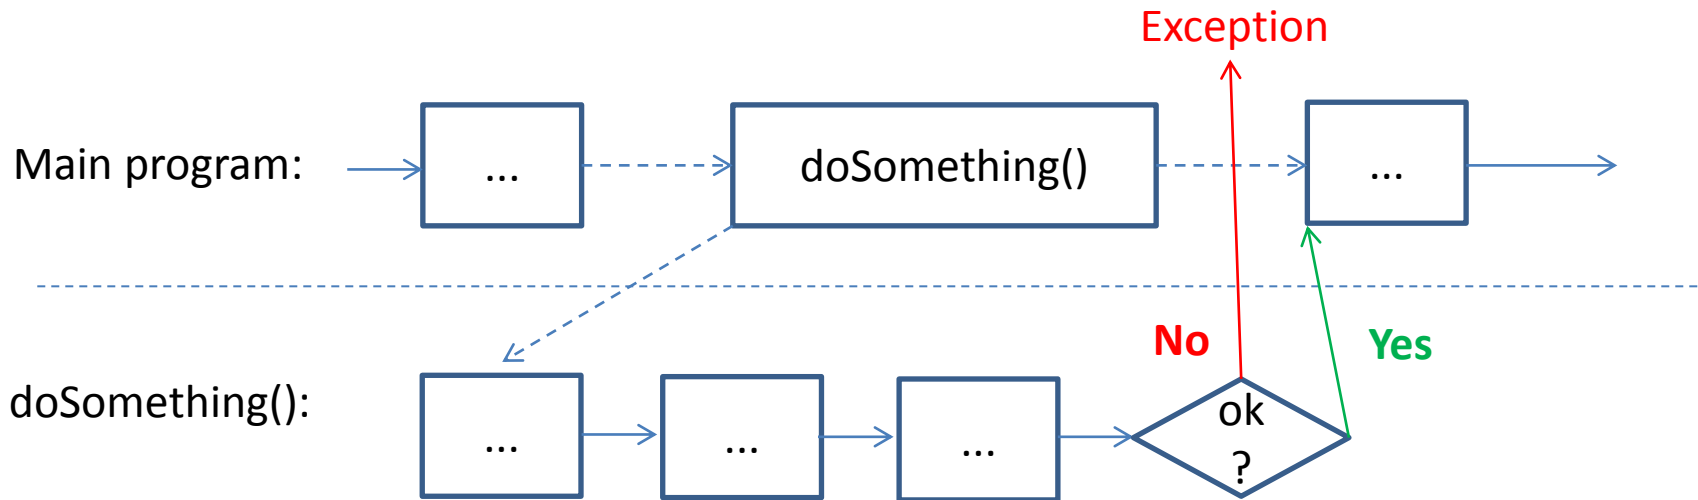 Exception
Main program:
...
doSomething()
...
No
Yes
doSomething():
...
...
...
ok
?